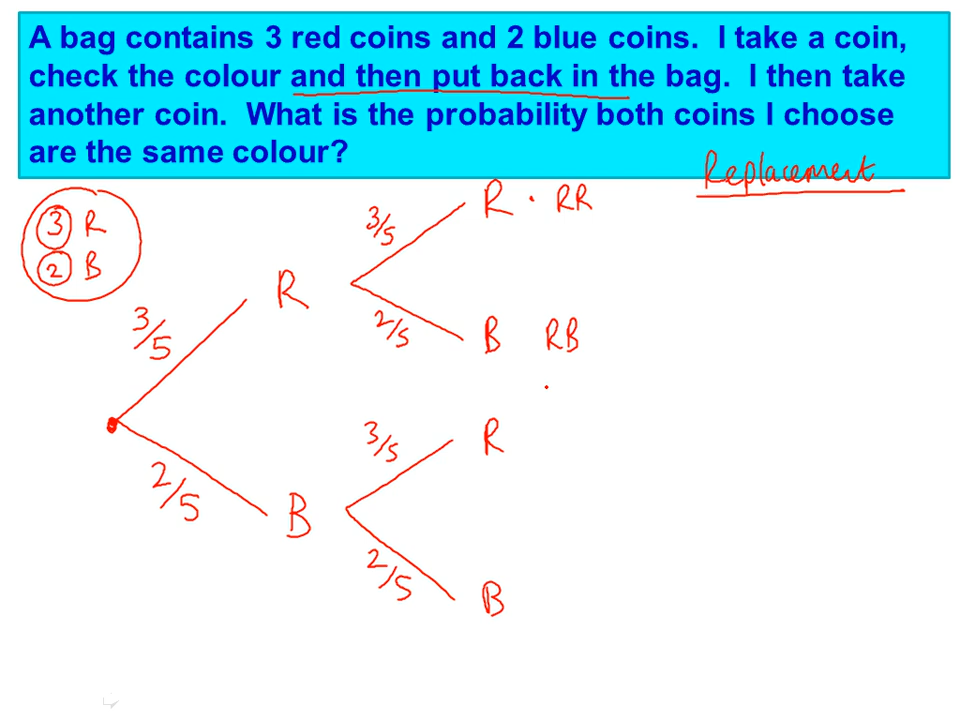 A bag contains 3 red coins and 2 blue coins. I take a coin,
check the colour and then put back in the bag. I then take
another coin. What is the probability both coins I choose
are the same colour?
Replacement
3 R
2 B
3/5
R
3/5
R . RR
2/5
B RB
2/5
B
3/5
R
2/5
B